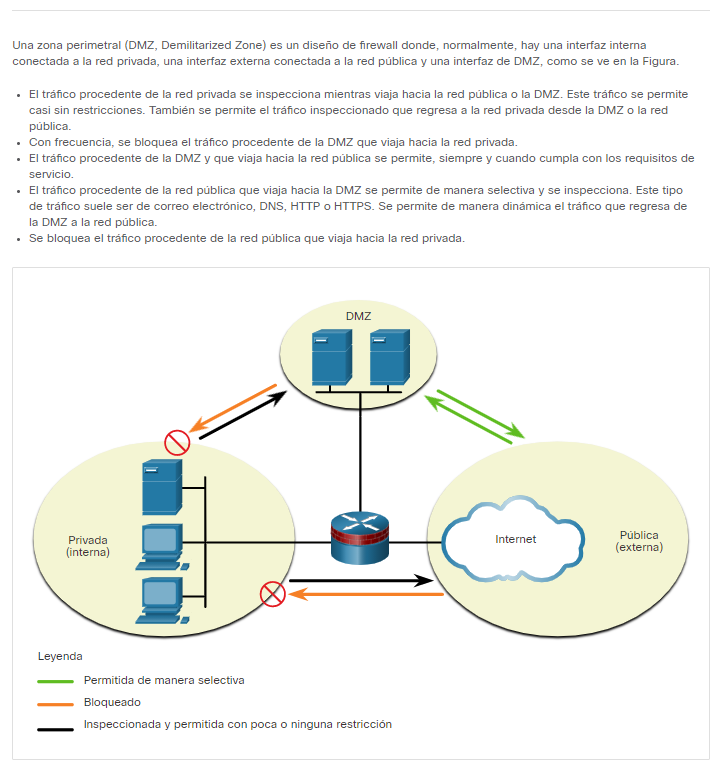 Una zona perimetral (DMZ, Demilitarized Zone) es un diseño de firewall donde, normalmente, hay una interfaz interna
conectada a la red privada, una interfaz externa conectada a la red pública y una interfaz de DMZ, como se ve en la Figura.
• El tráfico procedente de la red privada se inspecciona mientras viaja hacia la red pública o la DMZ. Este tráfico se permite
casi sin restricciones. También se permite el tráfico inspeccionado que regresa a la red privada desde la DMZ o la red
pública.
• Con frecuencia, se bloquea el tráfico procedente de la DMZ que viaja hacia la red privada.
• El tráfico procedente de la DMZ y que viaja hacia la red pública se permite, siempre y cuando cumpla con los requisitos de
servicio.
• El tráfico procedente de la red pública que viaja hacia la DMZ se permite de manera selectiva y se inspecciona. Este tipo
de tráfico suele ser de correo electrónico, DNS, HTTP o HTTPS. Se permite de manera dinámica el tráfico que regresa de
la DMZ a la red pública.
• Se bloquea el tráfico procedente de la red pública que viaja hacia la red privada.
DMZ
Privada
(interna)
Internet
Pública
(externa)
Leyenda
Permitida de manera selectiva
Bloqueado
Inspeccionada y permitida con poca o ninguna restricción